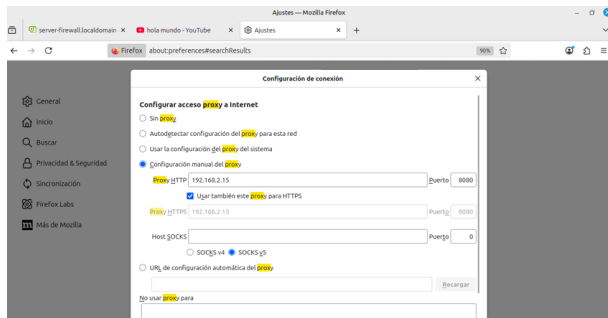 Ajustes — Mozilla Firefox
server-firewall.localdomain × hola mundo - YouTube × Ajustes × +
Firefox about:preferences#searchResults 90%
Configuración de conexión
General
Inicio
Buscar
Privacidad & Seguridad
Sincronización
Firefox Labs
Más de Mozilla
Configurar acceso proxy a Internet
Sin proxy
Autodetectar configuración del proxy para esta red
Usar la configuración del proxy del sistema
Configuración manual del proxy
Proxy HTTP 192.168.2.15 Puerto 8080
Usar también este proxy para HTTPS
Proxy HTTPS 192.168.2.15 Puerto 8080
Host SOCKS Puerto 0
SOCKS v4 SOCKS v5
URL de configuración automática del proxy
Recargar
No usar proxy para